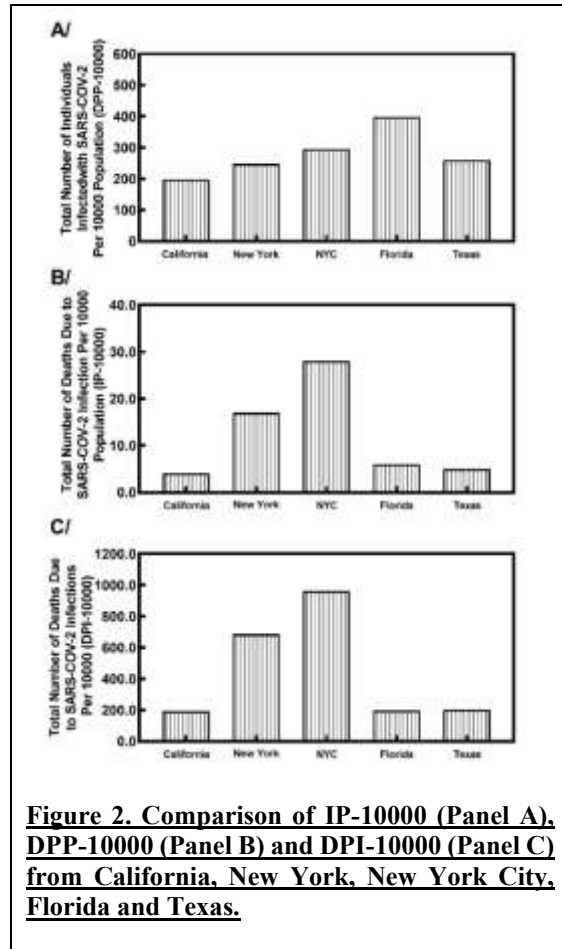 A/
Total Number of Individuals
Infectedwith SARS-COV-2
Per 10000 Population (DPP-10000)
600
500
400
300
200
100
0
California New York NYC Florida Texas
B/
Total Number of Deaths Due to
SARS-COV-2 Infection Per 10000
Population (IP-10000)
40.0
30.0
20.0
10.0
0.0
California New York NYC Florida Texas
C/
Total Number of Deaths Due
to SARS-COV-2 Infections
Per 10000 (DPI-10000)
1200.0
1000.0
800.0
600.0
400.0
200.0
0.0
California New York NYC Florida Texas
Figure 2. Comparison of IP-10000 (Panel A),
DPP-10000 (Panel B) and DPI-10000 (Panel C)
from California, New York, New York City,
Florida and Texas.